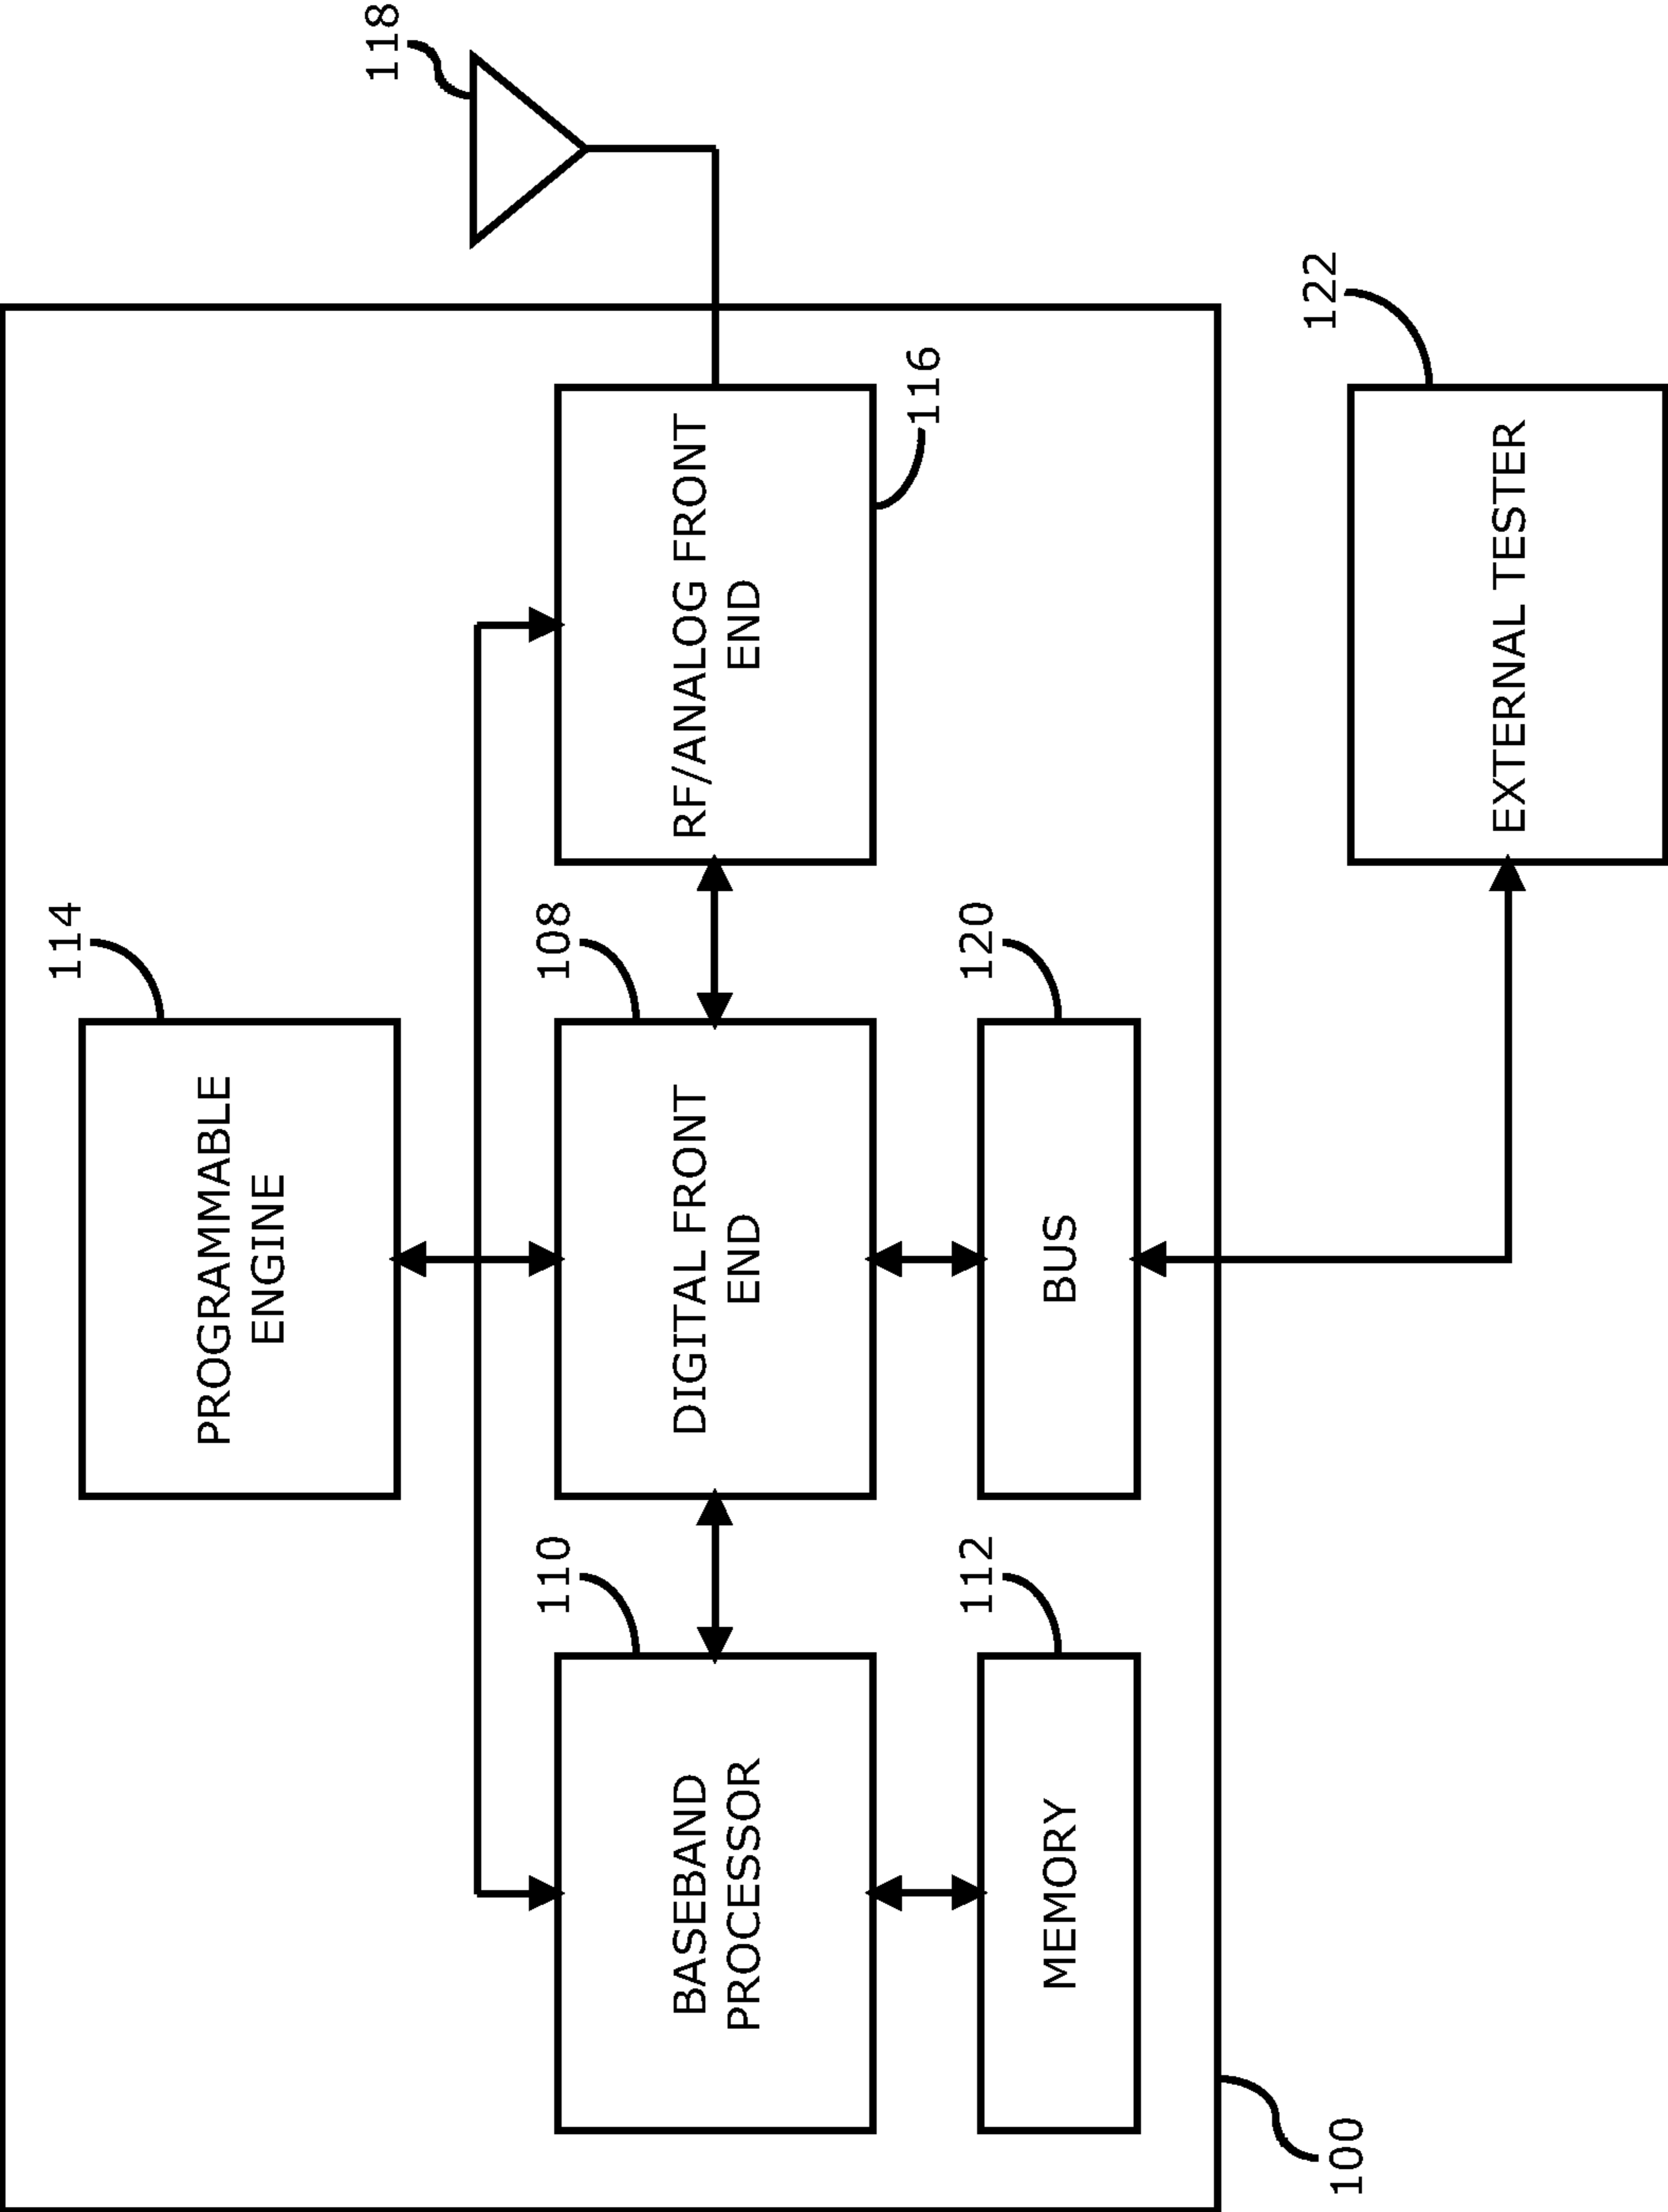 114
PROGRAMMABLE
ENGINE
118
110
108
BASEBAND
PROCESSOR
DIGITAL FRONT
END
RF/ANALOG FRONT
END
116
112
120
MEMORY
BUS
122
100
EXTERNAL TESTER